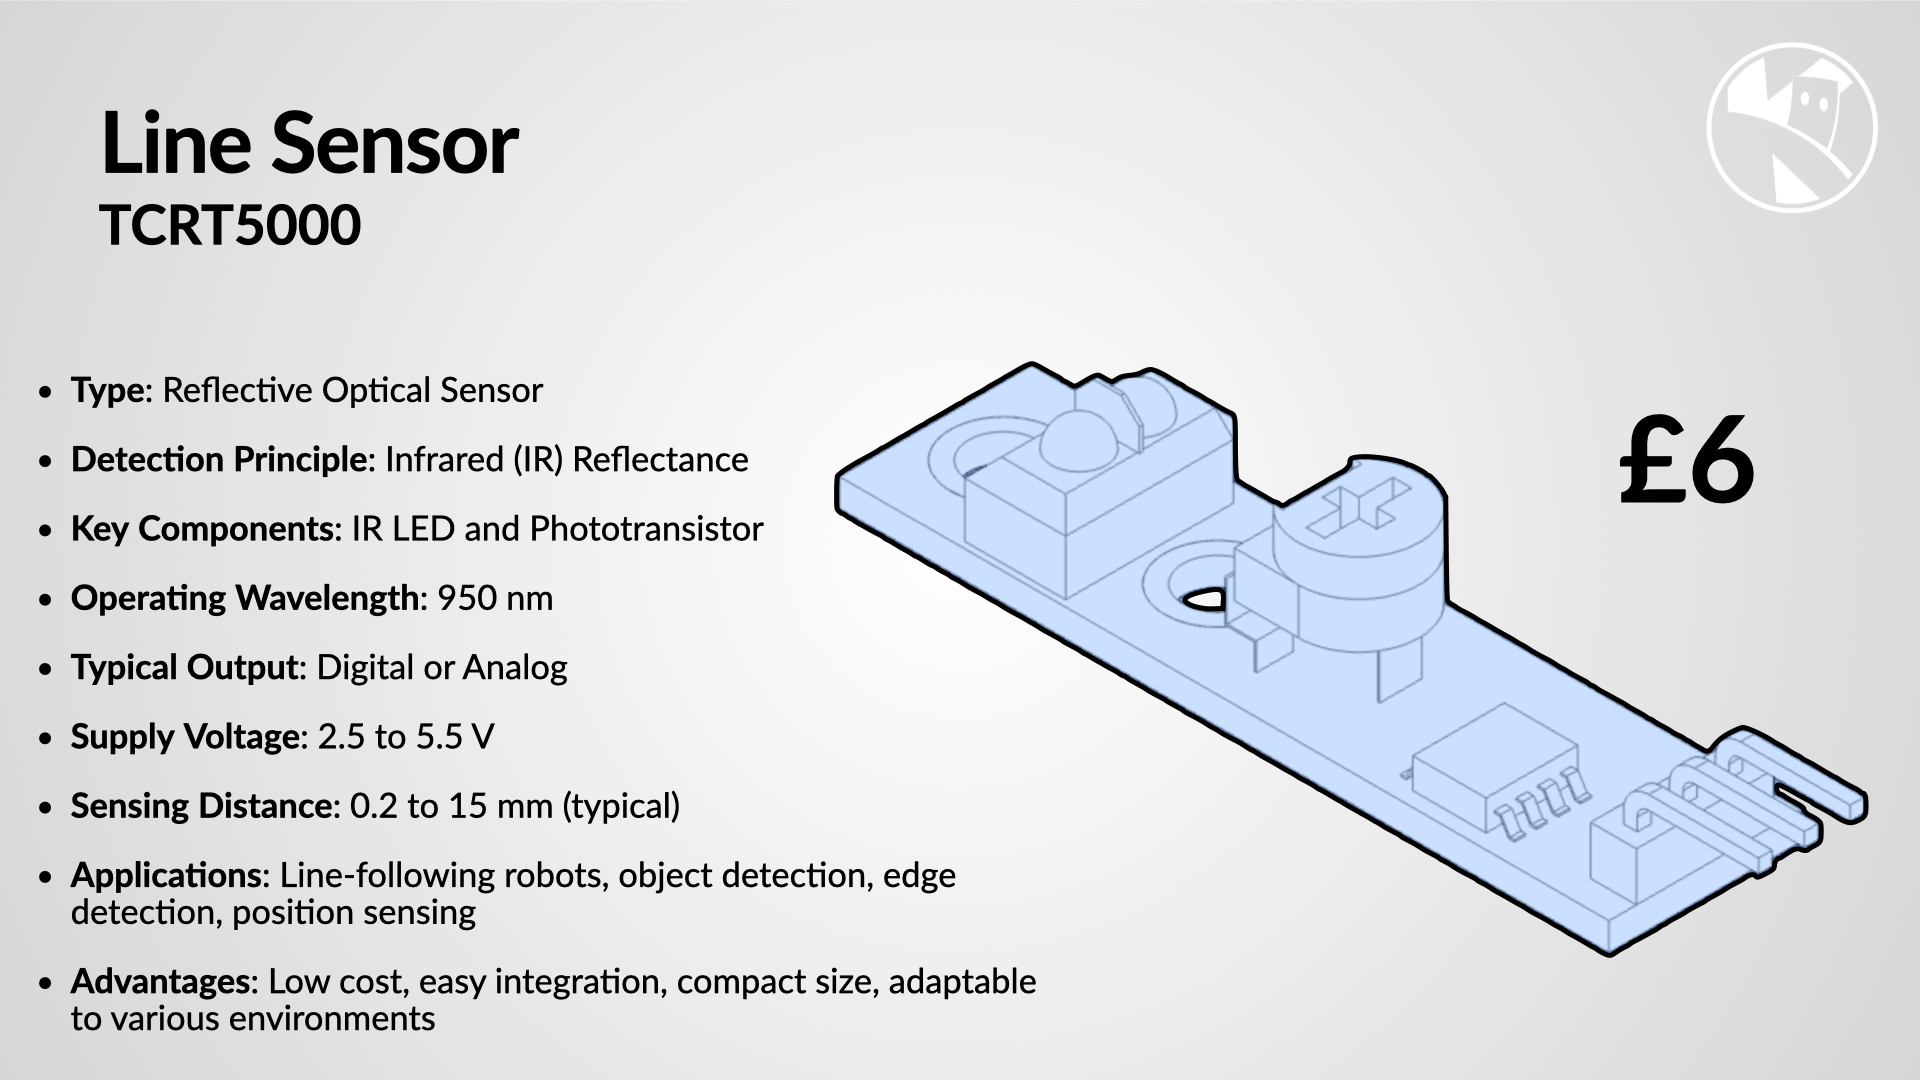 Line Sensor
TCRT5000
• Type: Reflective Optical Sensor
• Detection Principle: Infrared (IR) Reflectance
• Key Components: IR LED and Phototransistor
• Operating Wavelength: 950 nm
• Typical Output: Digital or Analog
• Supply Voltage: 2.5 to 5.5 V
• Sensing Distance: 0.2 to 15 mm (typical)
• Applications: Line-following robots, object detection, edge
detection, position sensing
• Advantages: Low cost, easy integration, compact size, adaptable
to various environments
£6